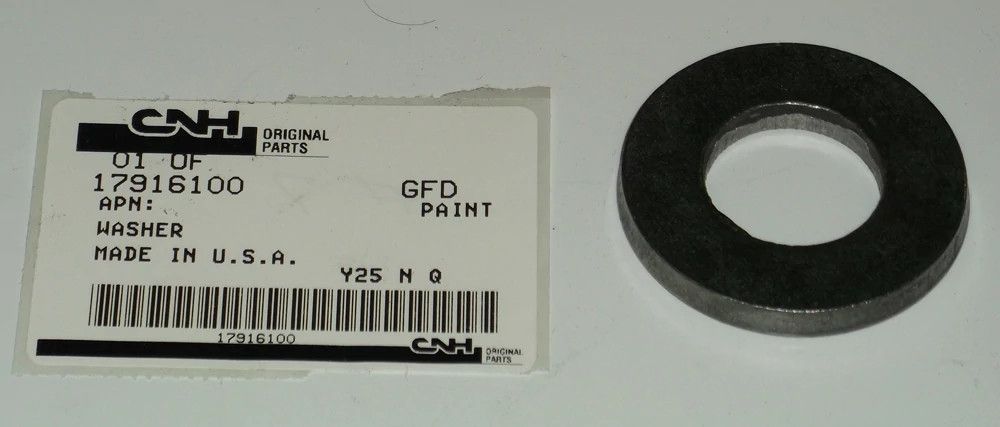 CNH ORIGINAL PARTS
01 OF
17916100 GFD
APN: PAINT
WASHER
MADE IN U.S.A.
Y25 N Q
17916100
CNH ORIGINAL PARTS